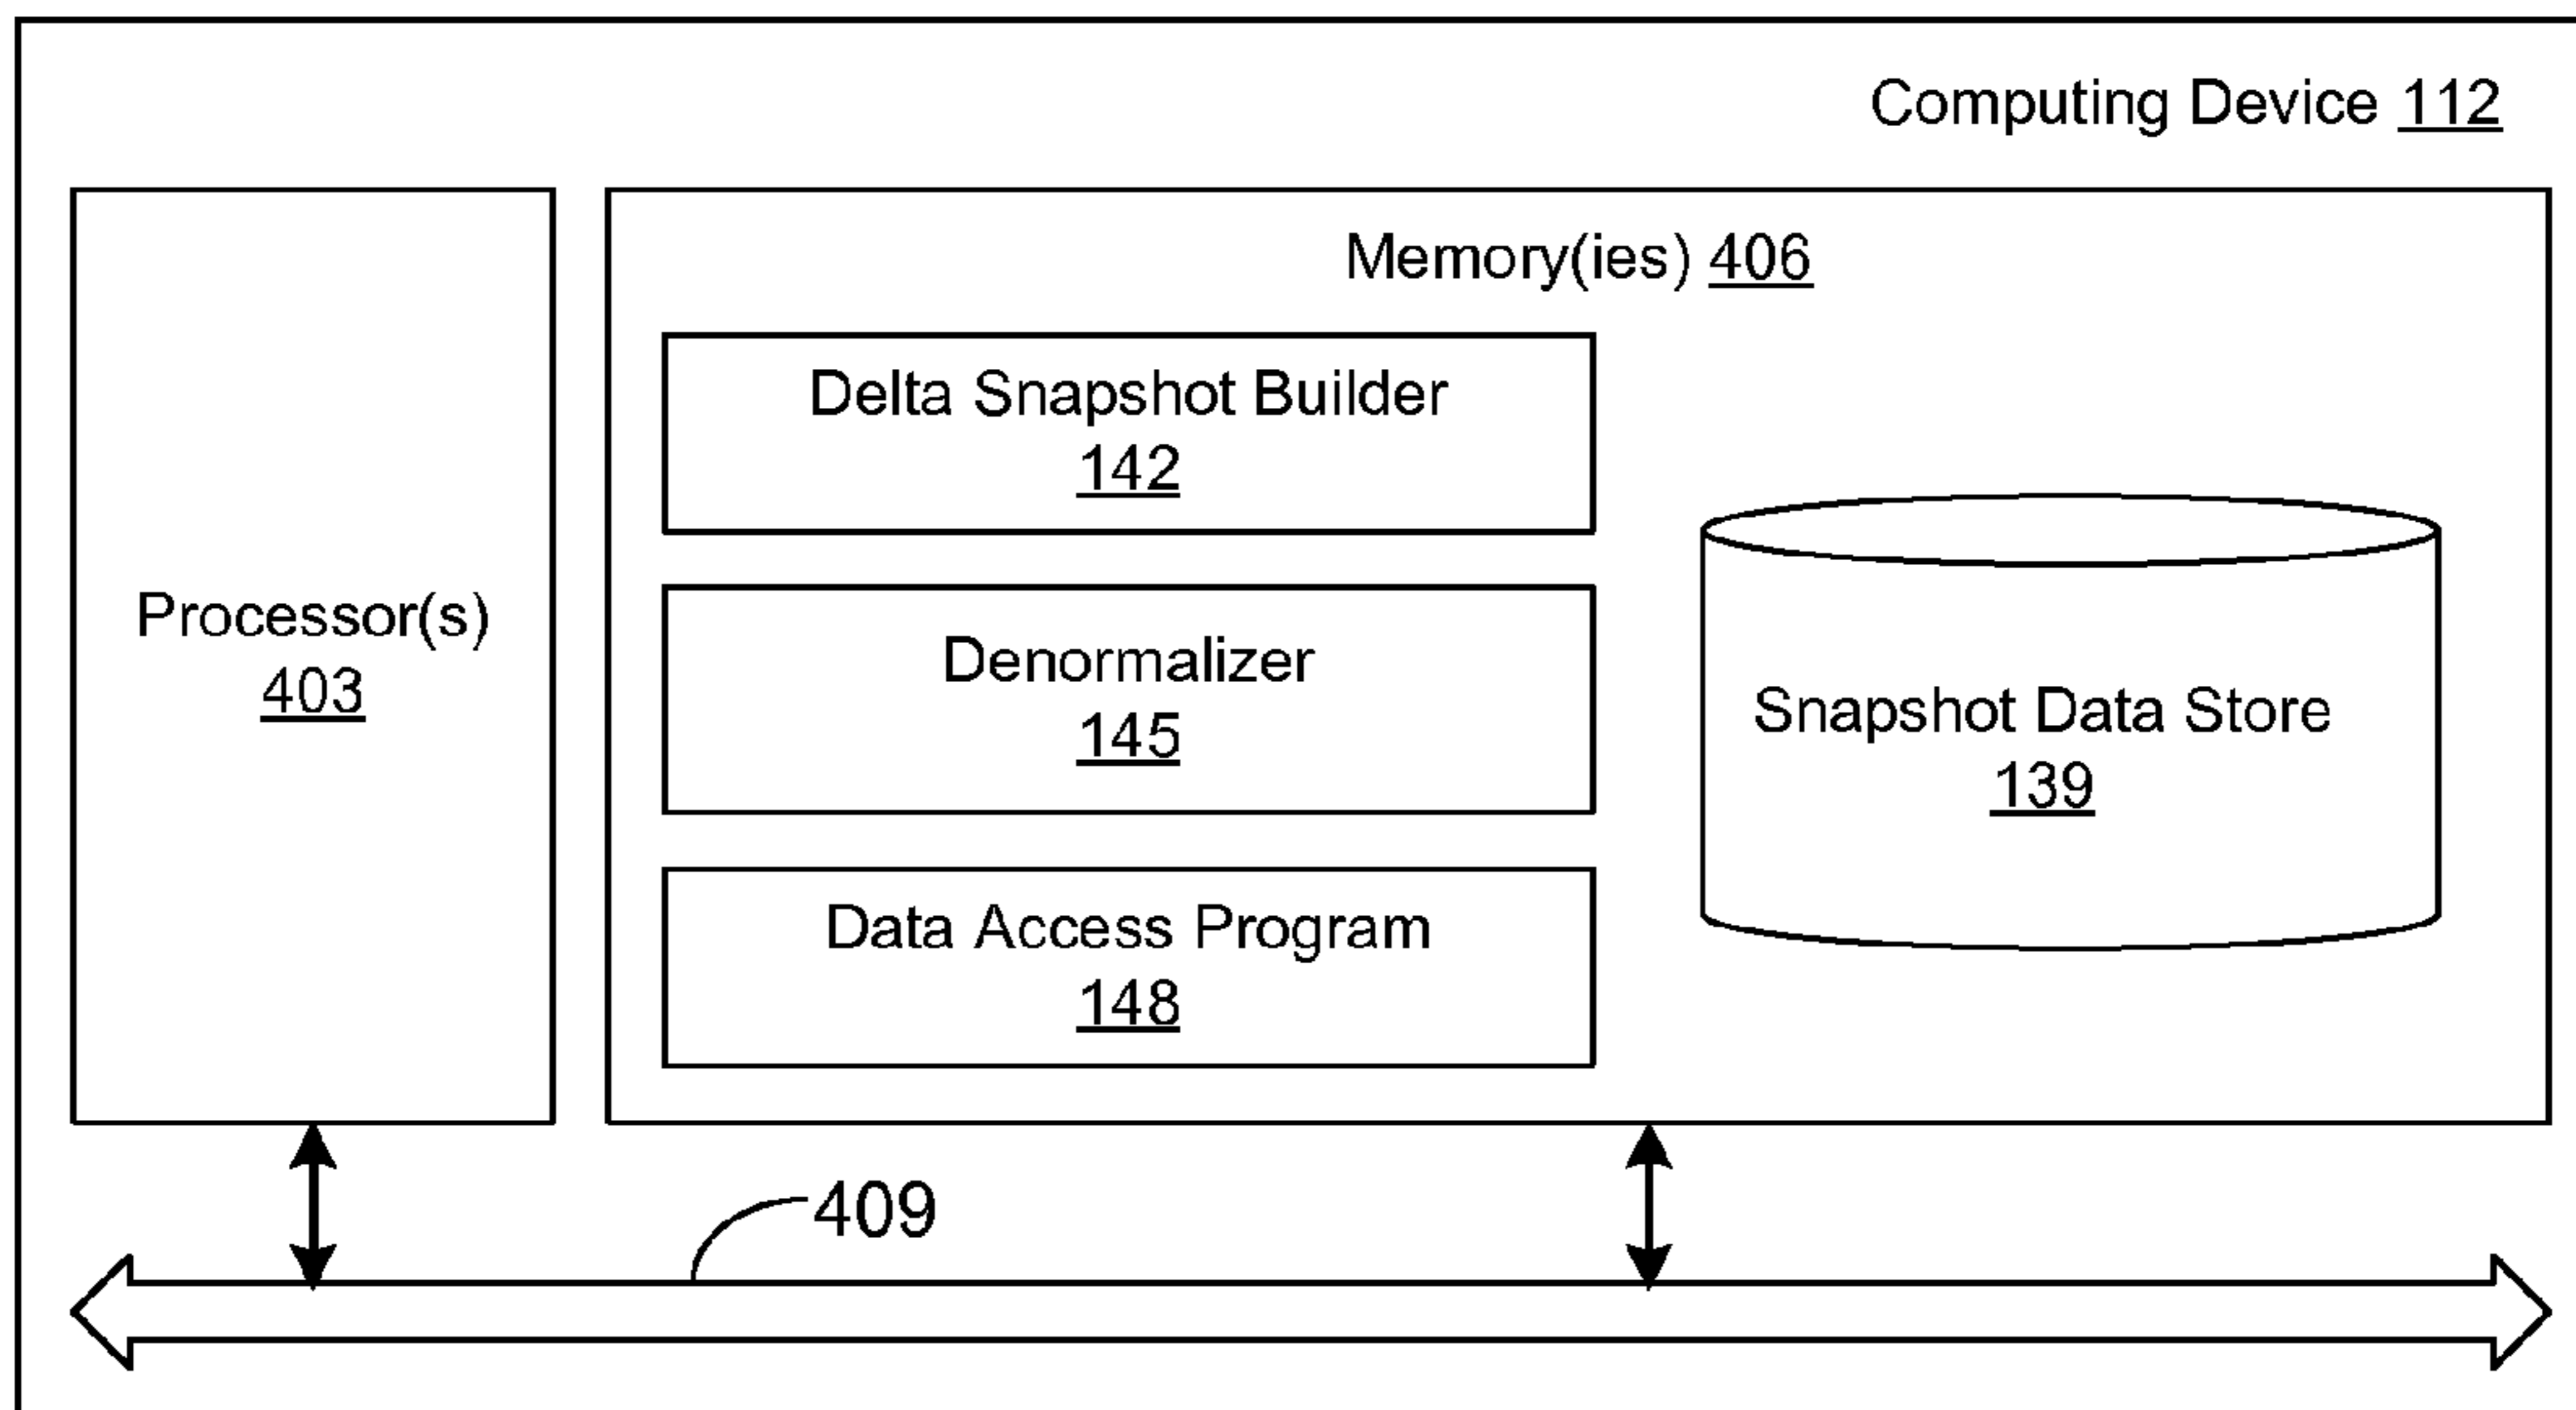 Computing Device 112
Memory(ies) 406
Delta Snapshot Builder
142
Processor(s)
403
Denormalizer
145
Snapshot Data Store
139
Data Access Program
148
409